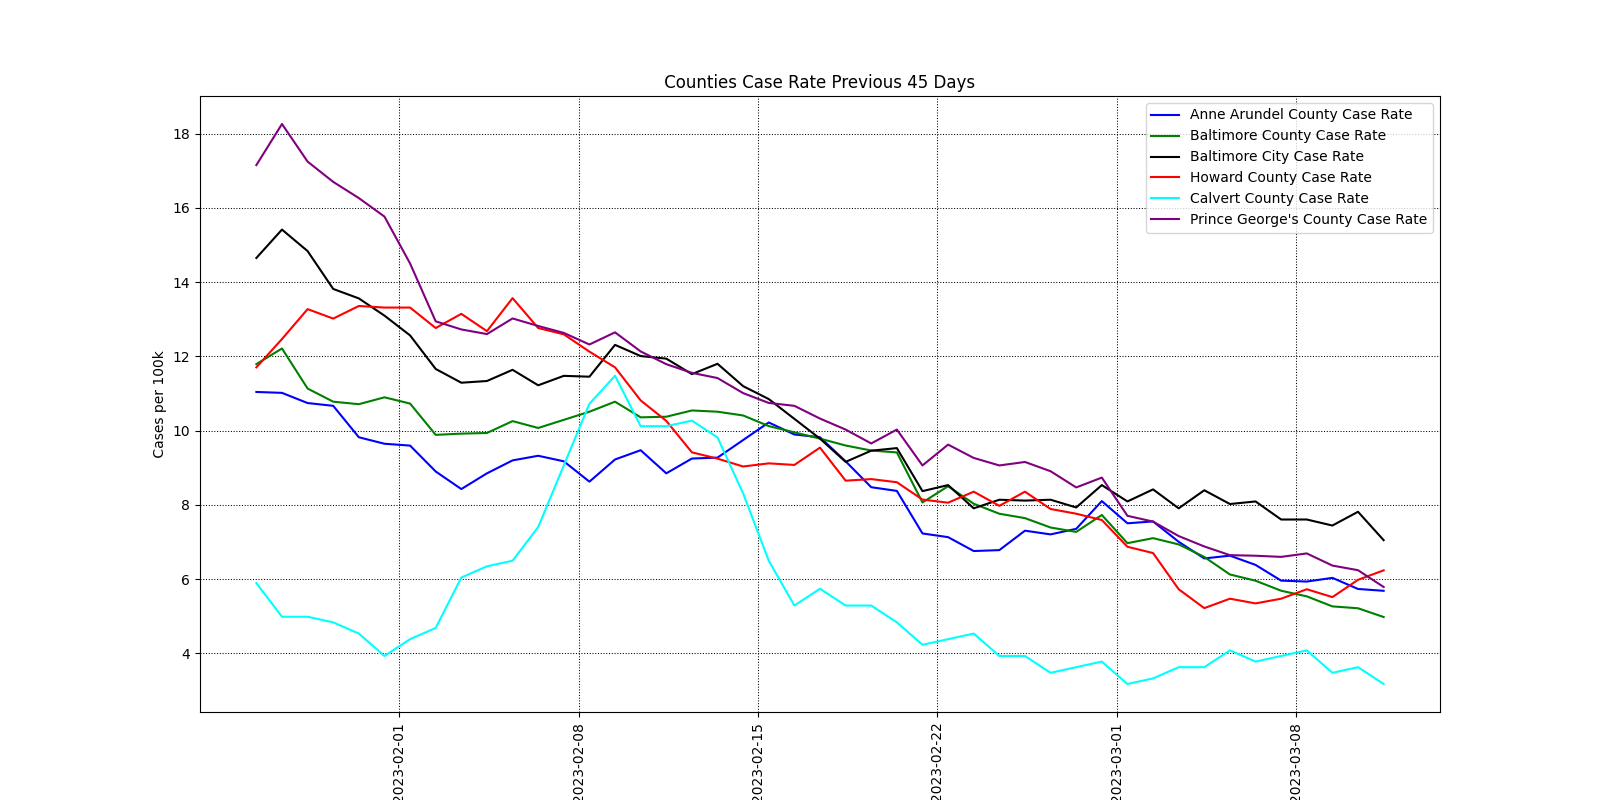 Counties Case Rate Previous 45 Days
Anne Arundel County Case Rate
Baltimore County Case Rate
Baltimore City Case Rate
Howard County Case Rate
Calvert County Case Rate
Prince George's County Case Rate
Cases per 100k
18
16
14
12
10
8
6
4
2023-02-01
2023-02-08
2023-02-15
2023-02-22
2023-03-01
2023-03-08